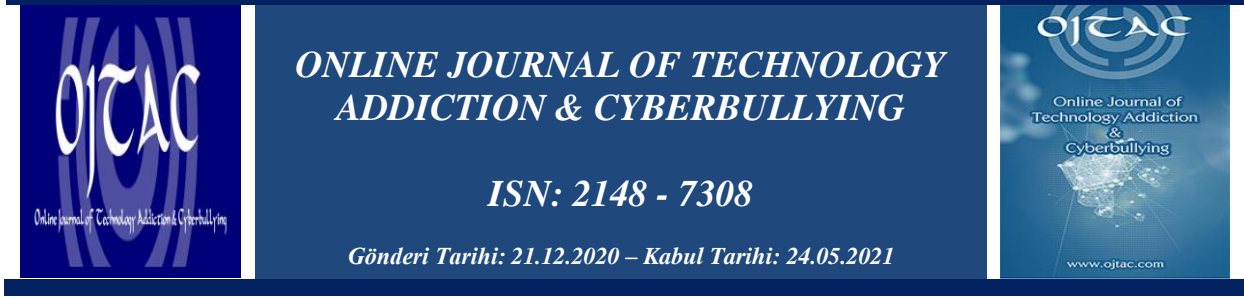 OJTAC
Online Journal of Technology Addiction & Cyberbullying
ONLINE JOURNAL OF TECHNOLOGY
ADDICTION & CYBERBULLYING
ISN: 2148 - 7308
Gönderi Tarihi: 21.12.2020 – Kabul Tarihi: 24.05.2021
OJTAC
Online Journal of
Technology Addiction
&
Cyberbullying
www.ojtac.com